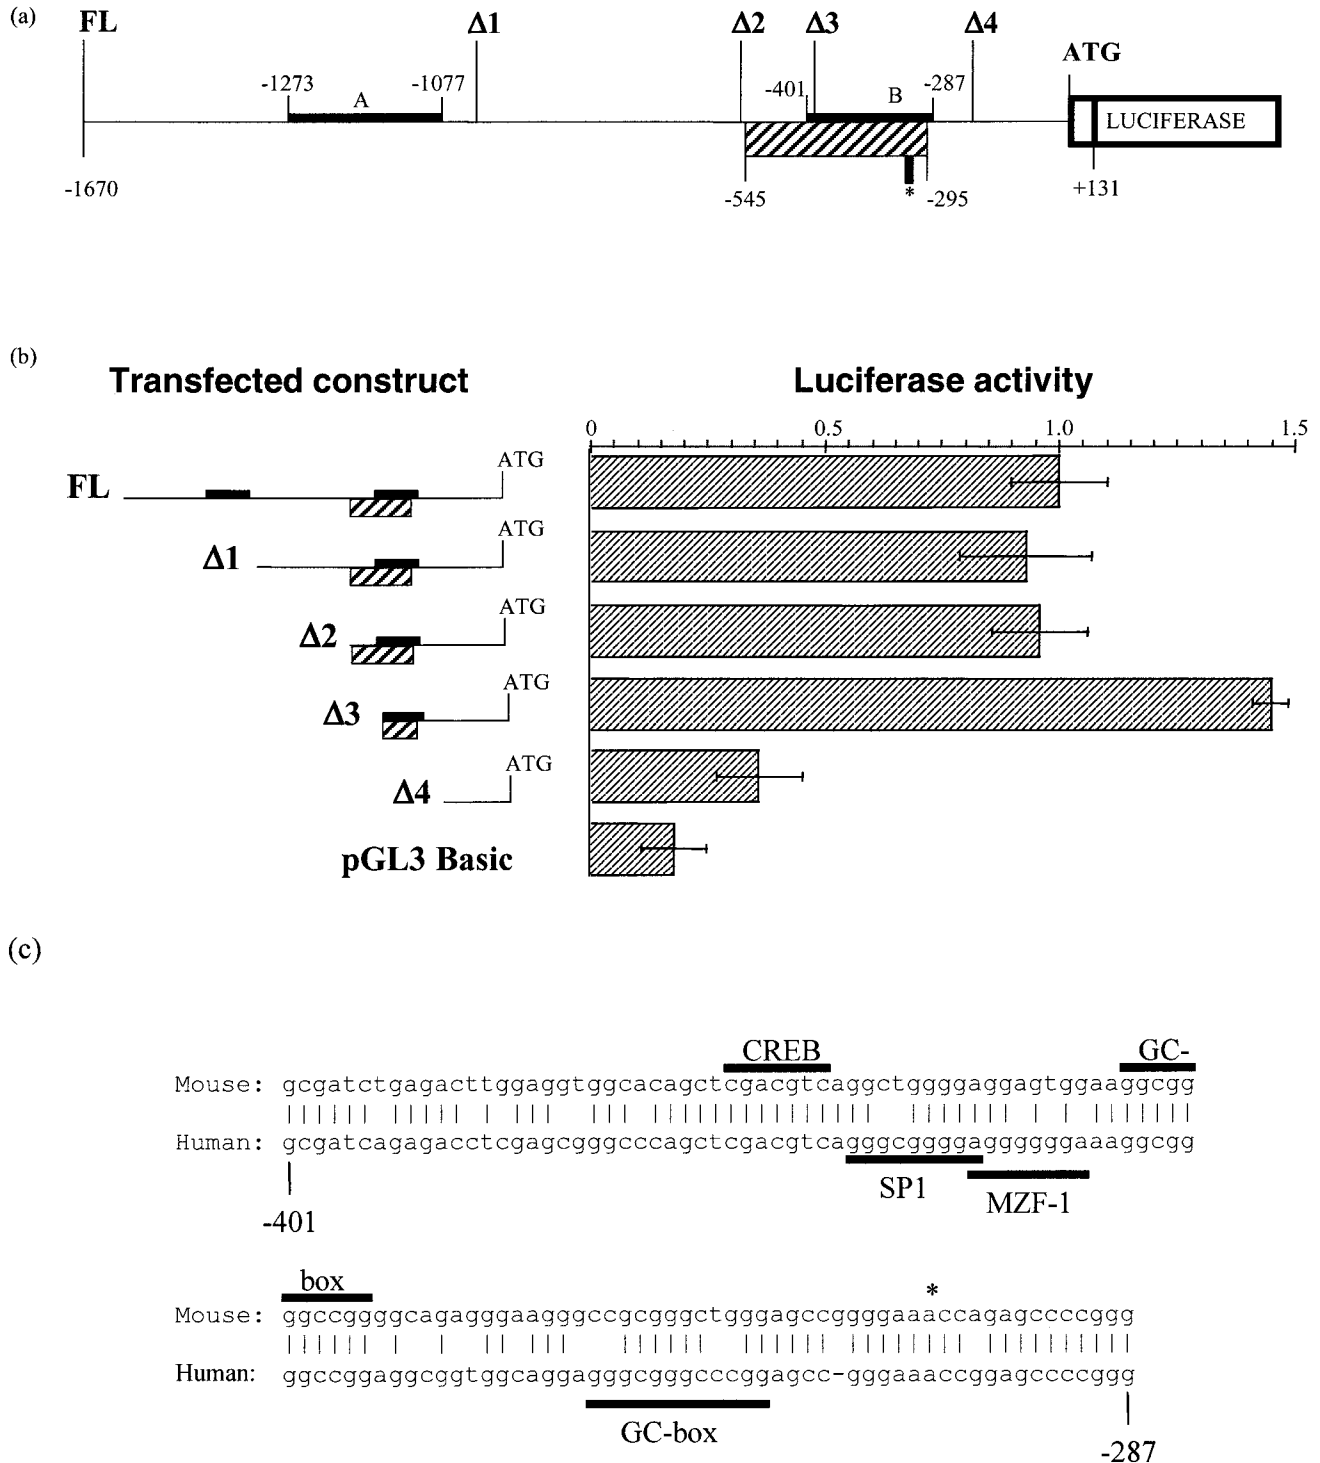 (a)
FL Δ1 Δ2 Δ3 Δ4
ATG
-1273 -1077 -401 -287
A B
LUCIFERASE
-1670 -545 * -295 +131
(b)
Transfected construct Luciferase activity
0 0.5 1.0 1.5
FL ATG
Δ1 ATG
Δ2 ATG
Δ3 ATG
Δ4 ATG
pGL3 Basic
(c)
CREB GC-
Mouse: gcgatctgagacttggaggtggcacagctcgacgtcaggctggggaggagtggaaggcgg
Human: gcgatcagagacctcgagcgggcccagctcgacgtcagggcggggaggggggaaaggcgg
SP1 MZF-1
-401
box *
Mouse: ggccggggcagagggaagggccgcgggctgggagccggggaaaccagagccccggg
Human: ggccggaggcggtggcaggagggcgggcccggagcc-gggaaaccggagccccggg
GC-box
-287